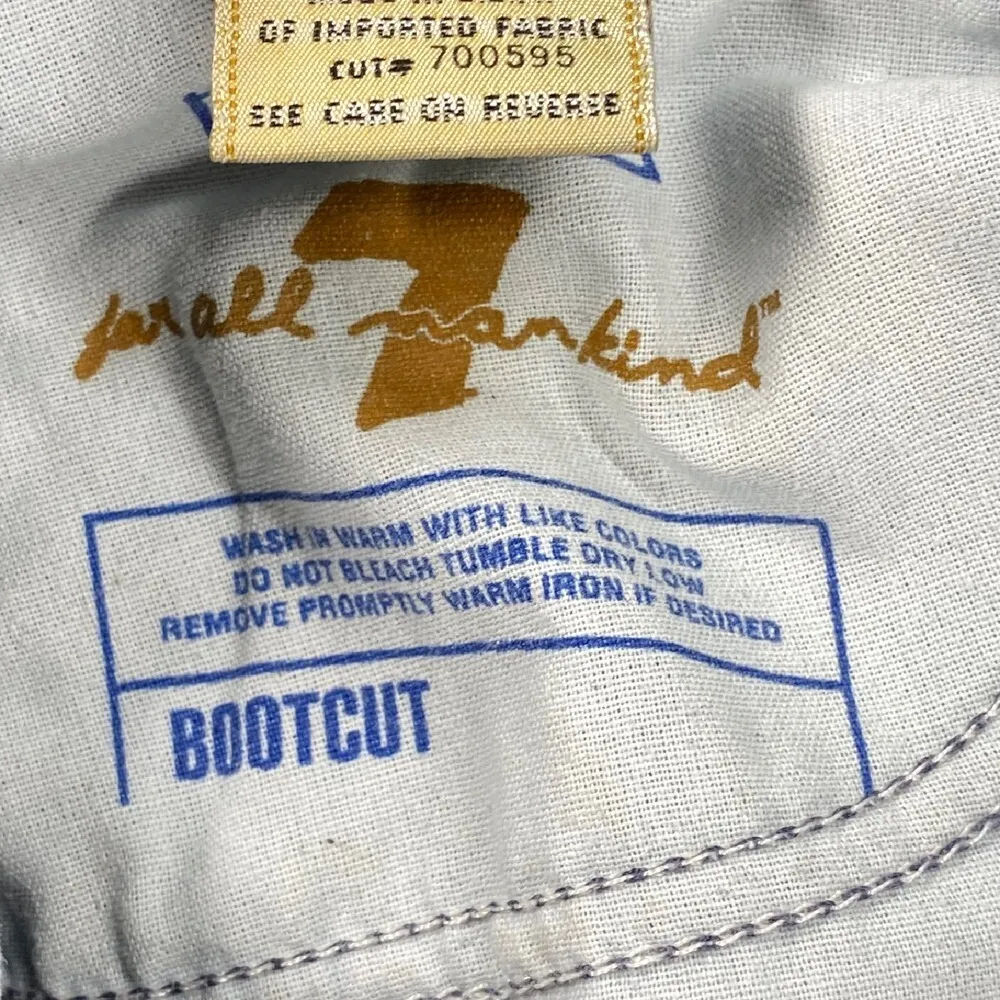 OF IMPORTED FABRIC
CUT# 700595
SEE CARE ON REVERSE
7
for all mankind™
WASH IN WARM WITH LIKE COLORS
DO NOT BLEACH TUMBLE DRY LOW
REMOVE PROMPTLY WARM IRON IF DESIRED
BOOTCUT